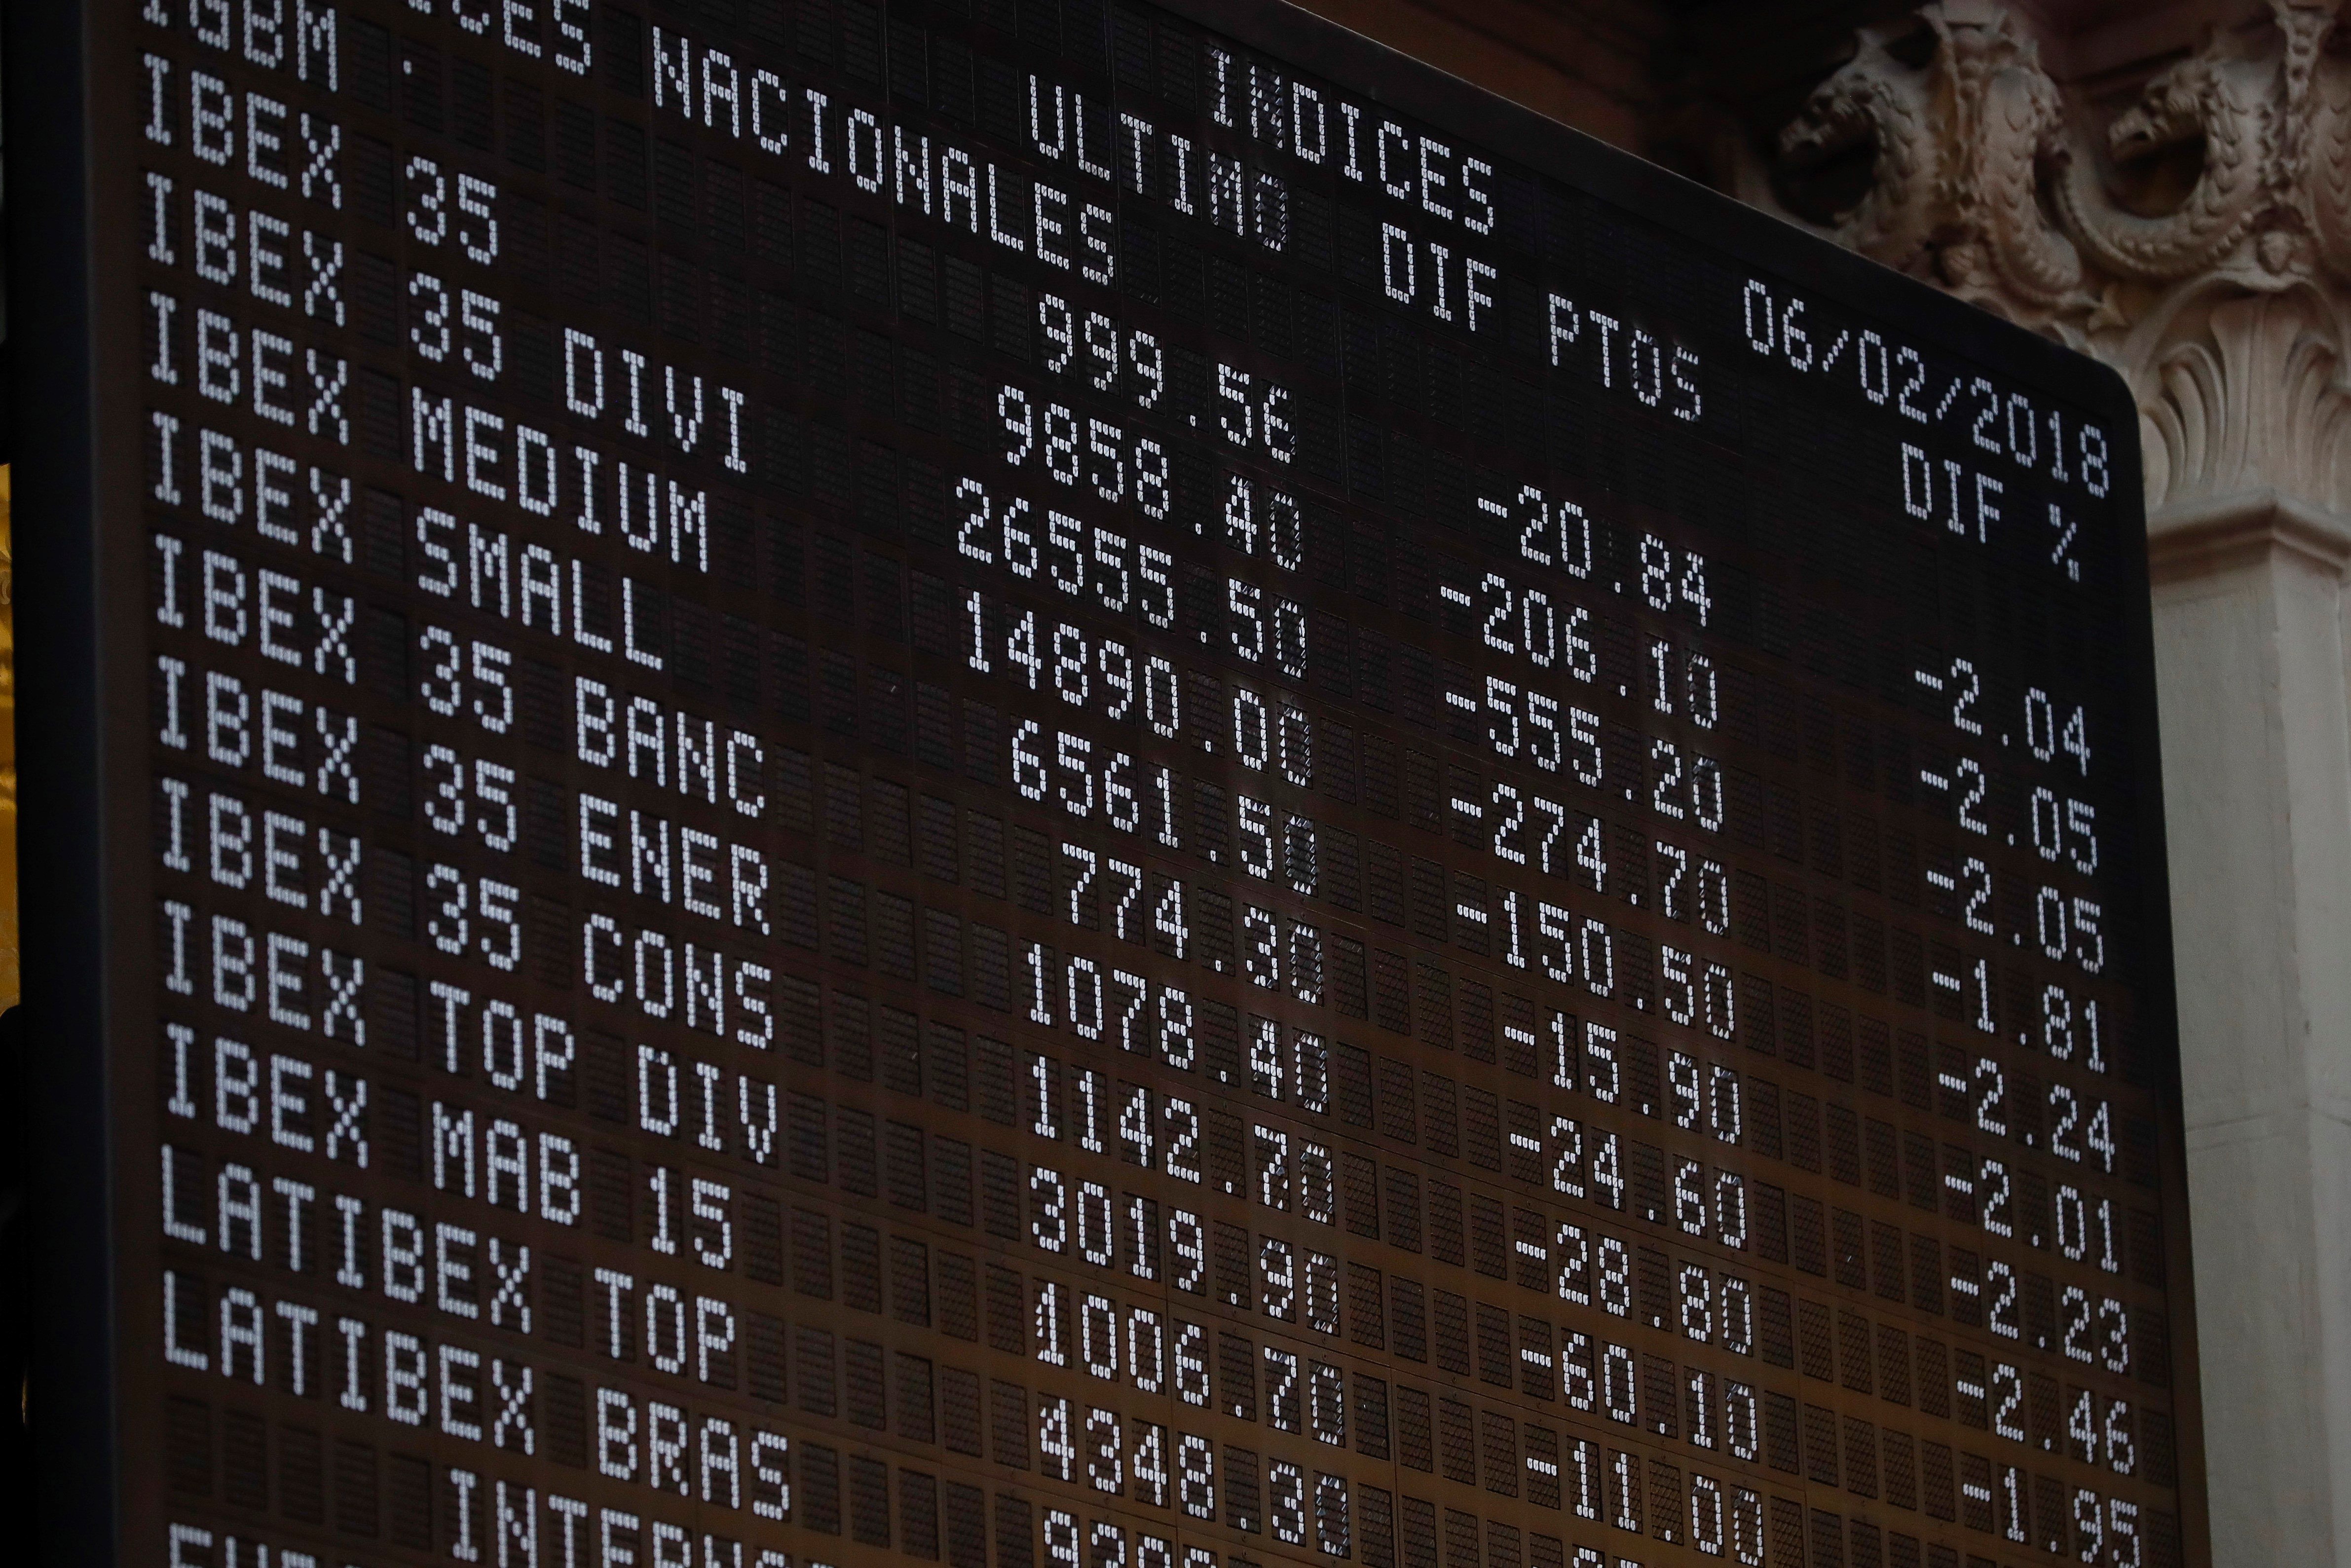 INDICES 06/02/2018
ULTIMO DIF PTOS DIF %
NACIONALES
IGBM . 999.56 -20.84 -2.04
IBEX 35 9858.40 -206.10 -2.05
IBEX 35 DIVI 26555.50 -555.20 -2.05
IBEX MEDIUM 14890.00 -274.70 -1.81
IBEX SMALL 6561.50 -150.50 -2.24
IBEX 35 BANC 774.30 -15.90 -2.01
IBEX 35 ENER 1078.40 -24.60 -2.23
IBEX 35 CONS 1142.70 -28.80 -2.46
IBEX TOP DIV 3019.90 -60.10 -1.95
IBEX MAB 15 1006.70 -11.00
LATIBEX TOP 4348.30
LATIBEX BRAS